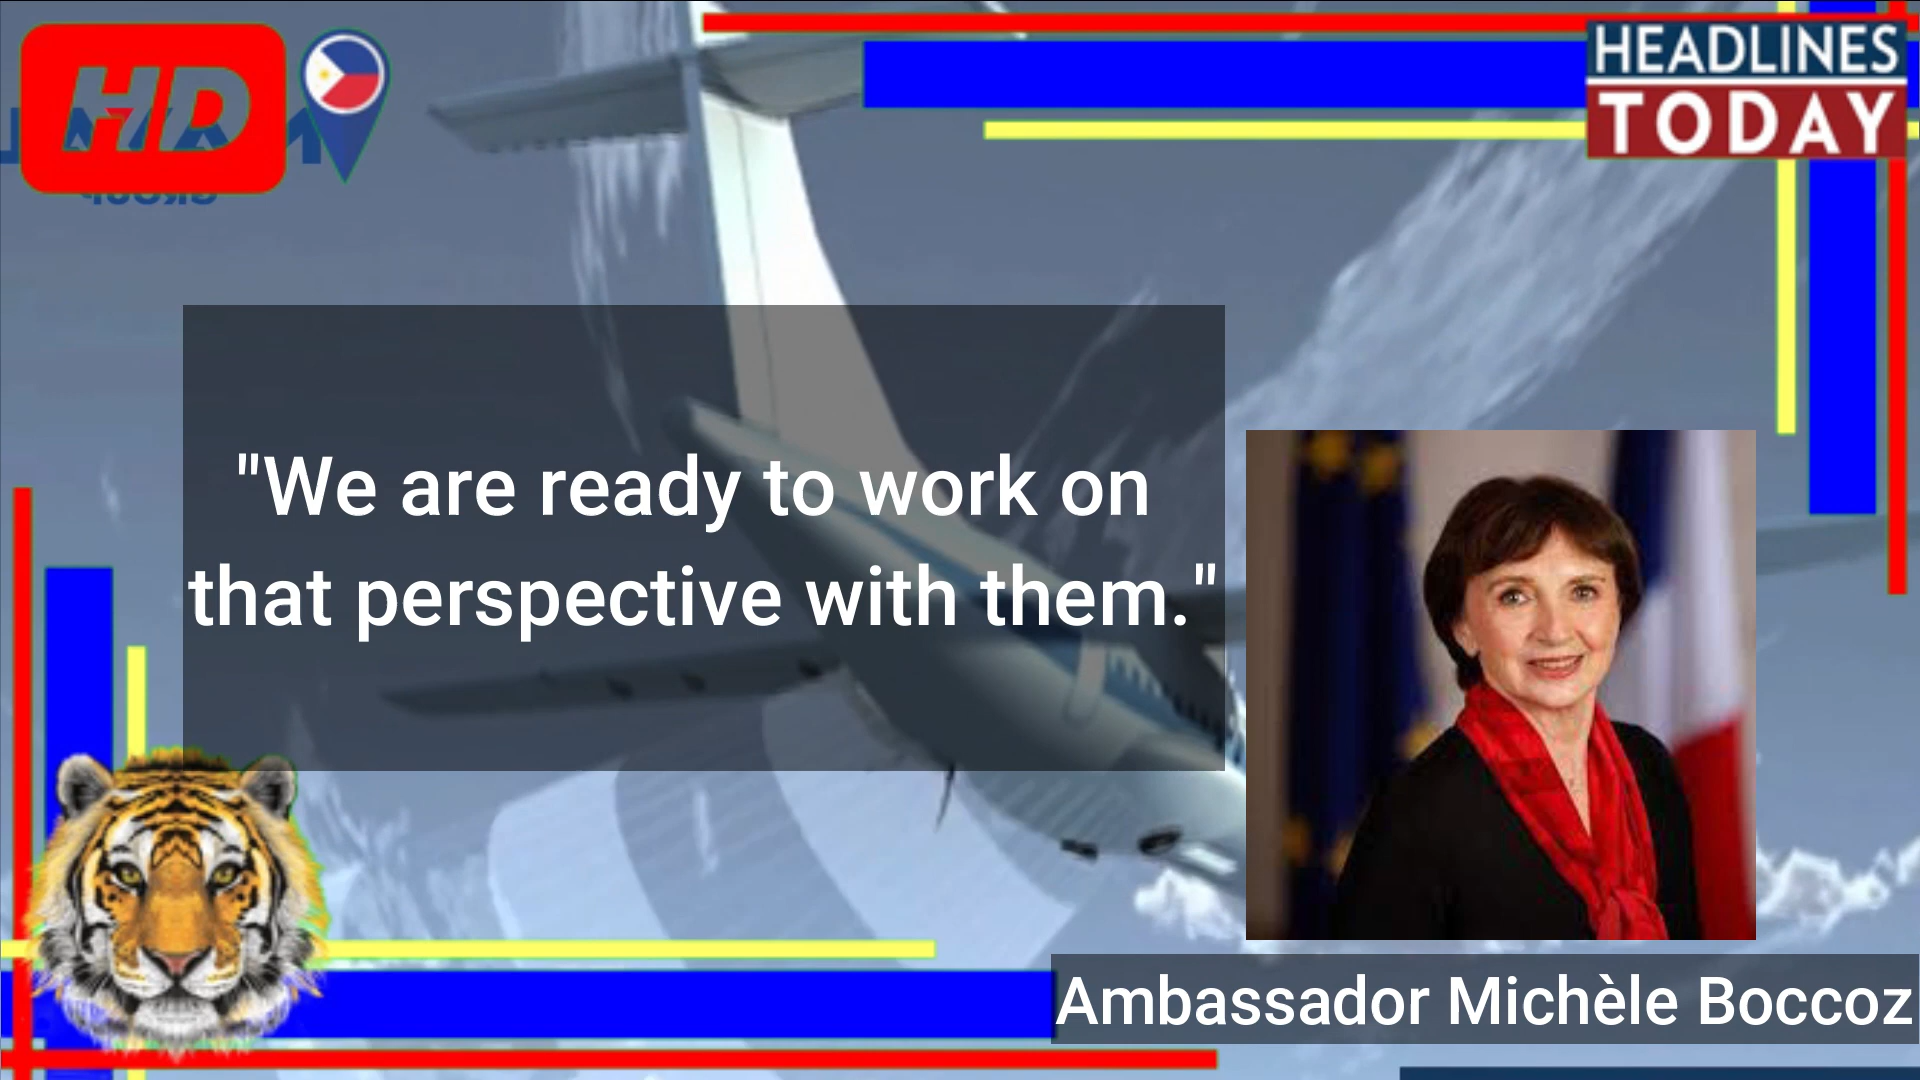 HD
HEADLINES
TODAY
"We are ready to work on
that perspective with them."
Ambassador Michèle Boccoz